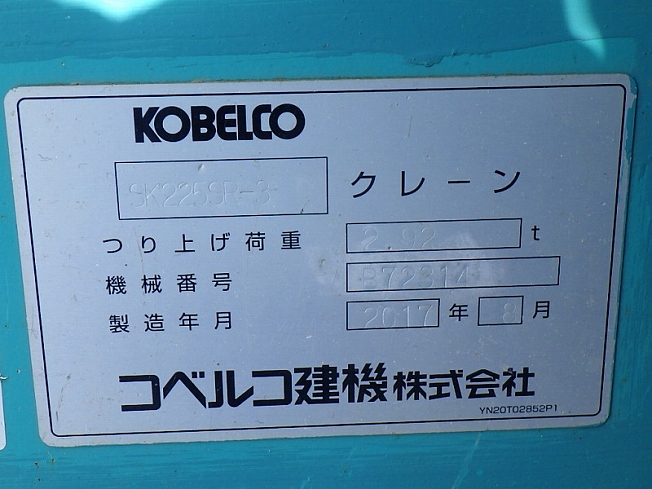 KOBELCO
SK225SR-3 クレーン
つり上げ荷重 2.92 t
機械番号 B72314
製造年月 2017 年 8 月
コベルコ建機株式会社
YN20T02852P1